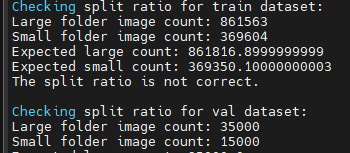 Checking split ratio for train dataset:
Large folder image count: 861563
Small folder image count: 369604
Expected large count: 861816.8999999999
Expected small count: 369350.10000000003
The split ratio is not correct.

Checking split ratio for val dataset:
Large folder image count: 35000
Small folder image count: 15000